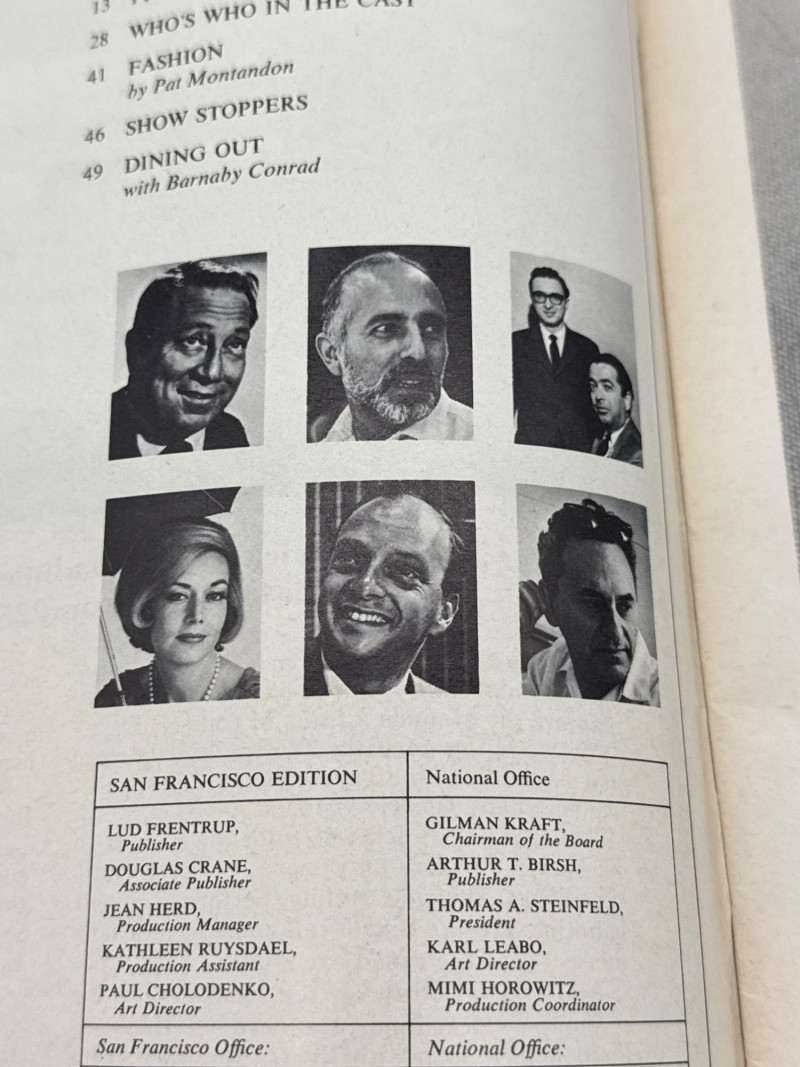 13
28 WHO'S WHO IN THE CAST
41 FASHION
by Pat Montandon
46 SHOW STOPPERS
49 DINING OUT
with Barnaby Conrad
SAN FRANCISCO EDITION
LUD FRENTRUP,
Publisher
DOUGLAS CRANE,
Associate Publisher
JEAN HERD,
Production Manager
KATHLEEN RUYSDAEL,
Production Assistant
PAUL CHOLODENKO,
Art Director
San Francisco Office:
National Office
GILMAN KRAFT,
Chairman of the Board
ARTHUR T. BIRSH,
Publisher
THOMAS A. STEINFELD,
President
KARL LEABO,
Art Director
MIMI HOROWITZ,
Production Coordinator
National Office: